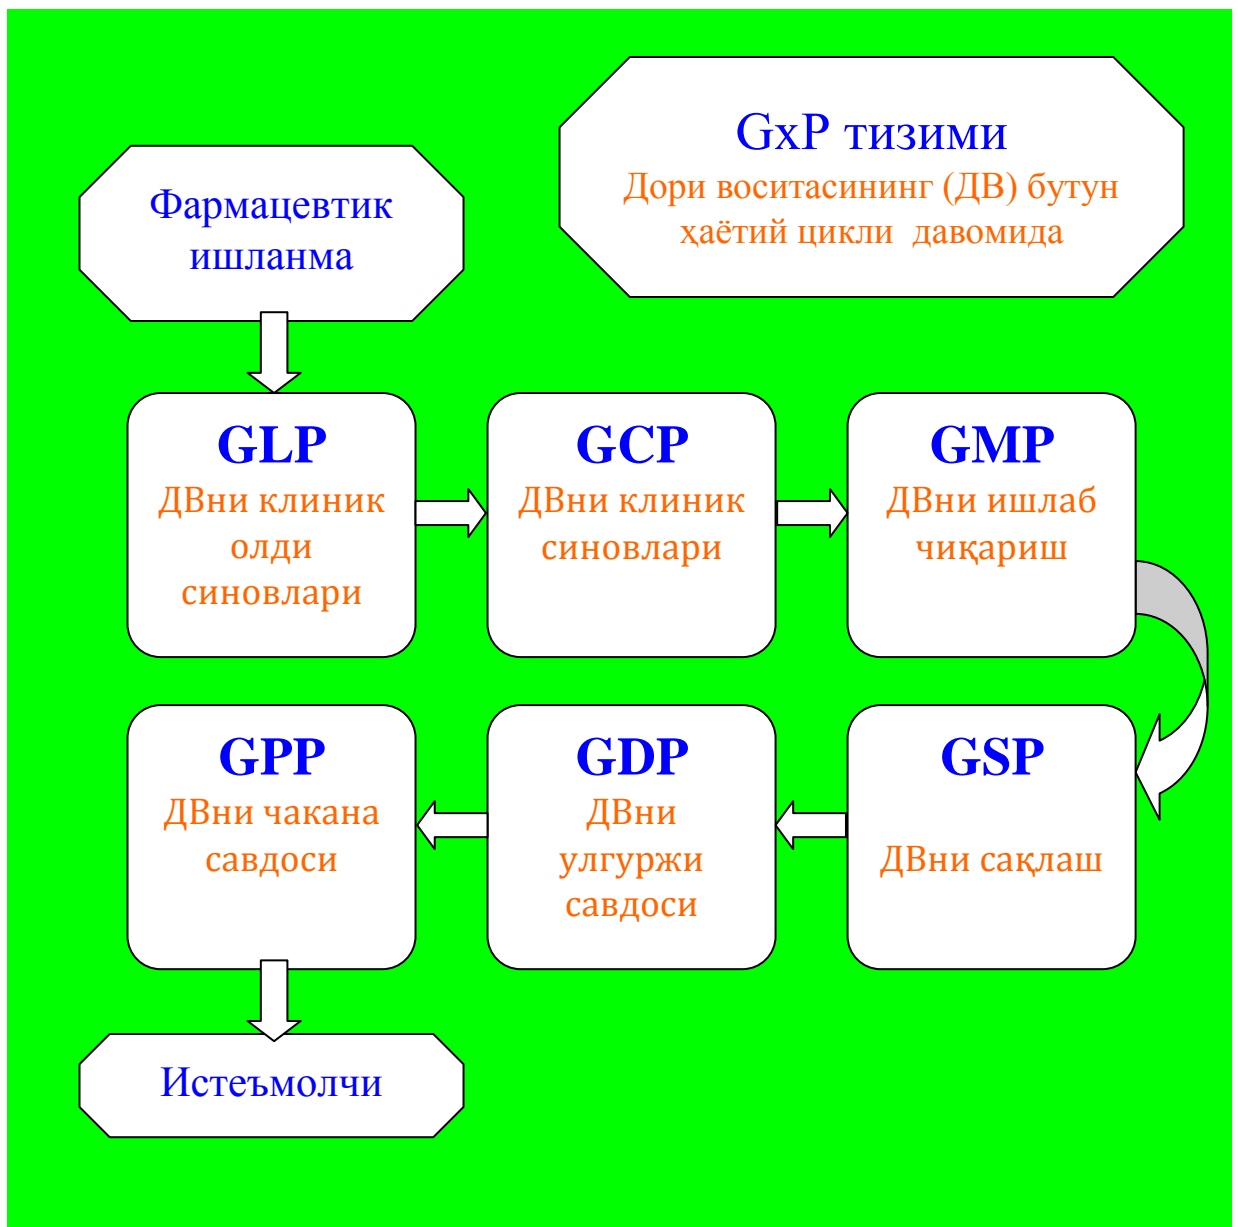 GxP тизими
Дори воситасининг (ДВ) бутун
ҳаётий цикли давомида
Фармацевтик
ишланма
GLP
ДВни клиник
олди
синовлари
GCP
ДВни клиник
синовлари
GMP
ДВни ишлаб
чиқариш
GSP
ДВни сақлаш
GDP
ДВни
улгуржи
савдоси
GPP
ДВни чакана
савдоси
Истеъмолчи